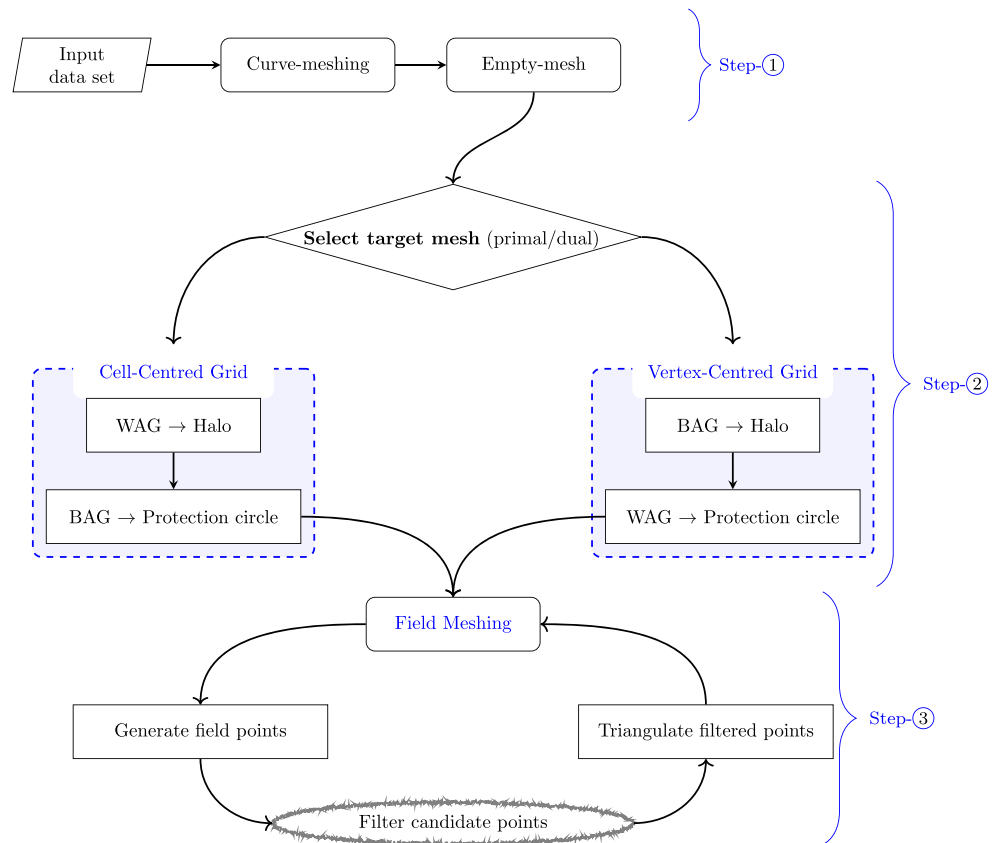 Input
data set
Curve-meshing
Empty-mesh
Step-①
Select target mesh (primal/dual)
Cell-Centred Grid
Vertex-Centred Grid
WAG → Halo
BAG → Halo
Step-②
BAG → Protection circle
WAG → Protection circle
Field Meshing
Generate field points
Triangulate filtered points
Step-③
Filter candidate points